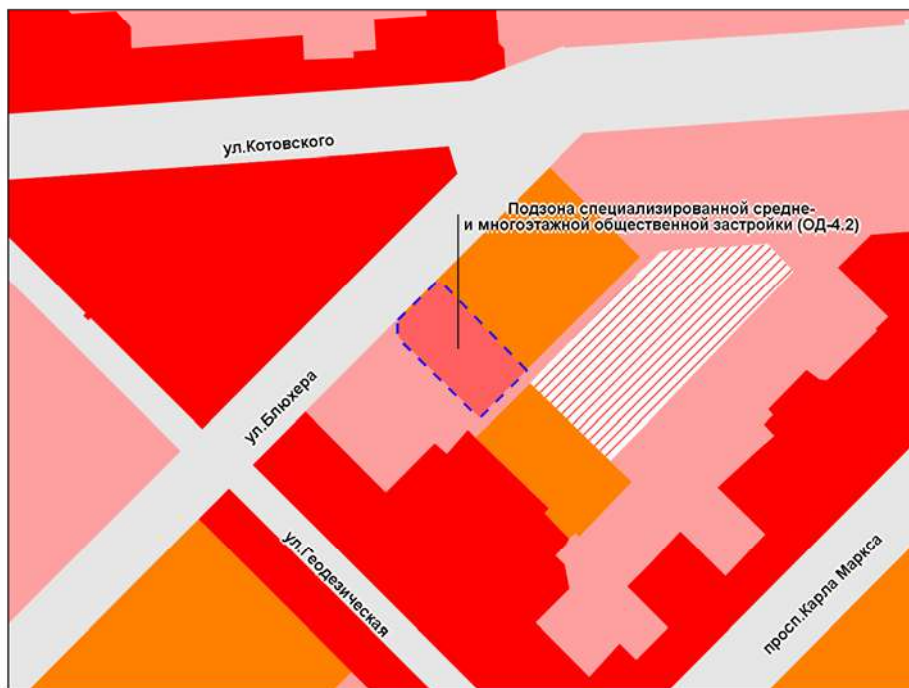 ул.Котовского
Подзона специализированной средне-
и многоэтажной общественной застройки (ОД-4.2)
ул.Блюхера
ул.Геодезическая
просп.Карла Маркса